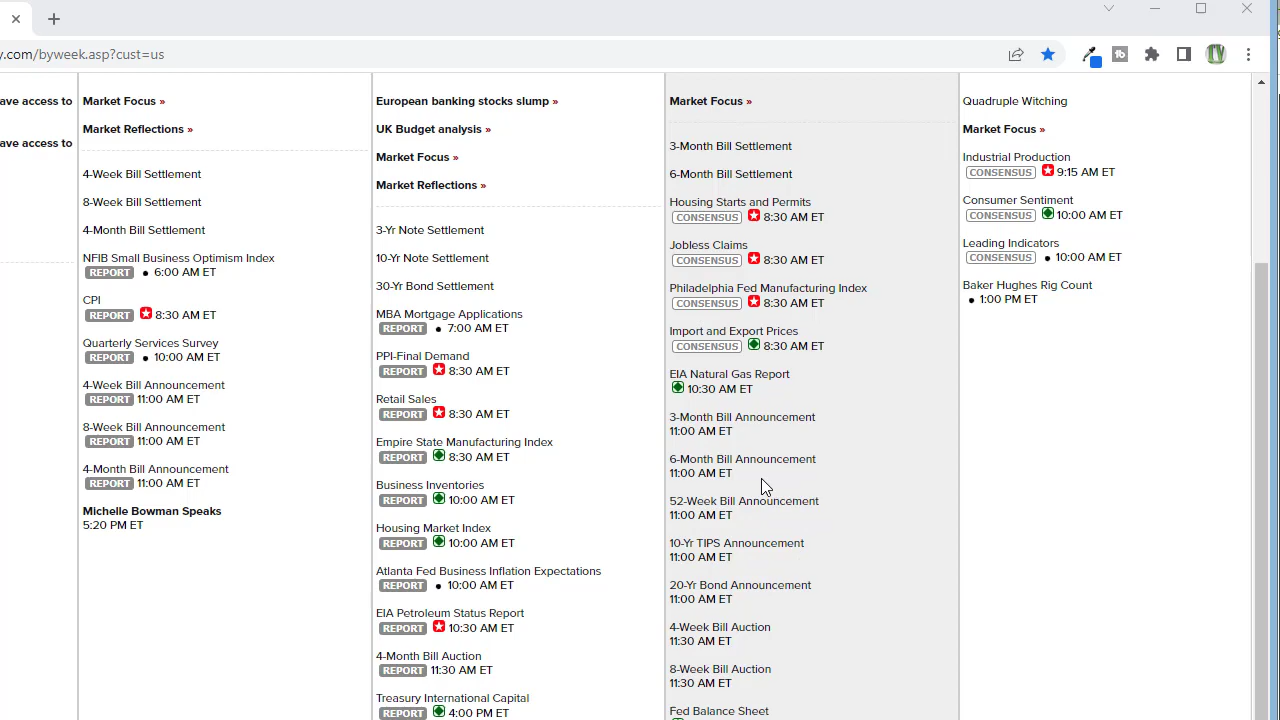 y.com/byweek.asp?cust=us
ave access to
ave access to
Market Focus »
Market Reflections »
4-Week Bill Settlement
8-Week Bill Settlement
4-Month Bill Settlement
NFIB Small Business Optimism Index
REPORT • 6:00 AM ET
CPI
REPORT 8:30 AM ET
Quarterly Services Survey
REPORT • 10:00 AM ET
4-Week Bill Announcement
REPORT 11:00 AM ET
8-Week Bill Announcement
REPORT 11:00 AM ET
4-Month Bill Announcement
REPORT 11:00 AM ET
Michelle Bowman Speaks
5:20 PM ET
European banking stocks slump »
UK Budget analysis »
Market Focus »
Market Reflections »
3-Yr Note Settlement
10-Yr Note Settlement
30-Yr Bond Settlement
MBA Mortgage Applications
REPORT • 7:00 AM ET
PPI-Final Demand
REPORT 8:30 AM ET
Retail Sales
REPORT 8:30 AM ET
Empire State Manufacturing Index
REPORT 8:30 AM ET
Business Inventories
REPORT 10:00 AM ET
Housing Market Index
REPORT 10:00 AM ET
Atlanta Fed Business Inflation Expectations
REPORT • 10:00 AM ET
EIA Petroleum Status Report
REPORT 10:30 AM ET
4-Month Bill Auction
REPORT 11:30 AM ET
Treasury International Capital
REPORT 4:00 PM ET
Market Focus »
3-Month Bill Settlement
6-Month Bill Settlement
Housing Starts and Permits
CONSENSUS 8:30 AM ET
Jobless Claims
CONSENSUS 8:30 AM ET
Philadelphia Fed Manufacturing Index
CONSENSUS 8:30 AM ET
Import and Export Prices
CONSENSUS 8:30 AM ET
EIA Natural Gas Report
10:30 AM ET
3-Month Bill Announcement
11:00 AM ET
6-Month Bill Announcement
11:00 AM ET
52-Week Bill Announcement
11:00 AM ET
10-Yr TIPS Announcement
11:00 AM ET
20-Yr Bond Announcement
11:00 AM ET
4-Week Bill Auction
11:30 AM ET
8-Week Bill Auction
11:30 AM ET
Fed Balance Sheet
Quadruple Witching
Market Focus »
Industrial Production
CONSENSUS 9:15 AM ET
Consumer Sentiment
CONSENSUS 10:00 AM ET
Leading Indicators
CONSENSUS • 10:00 AM ET
Baker Hughes Rig Count
• 1:00 PM ET